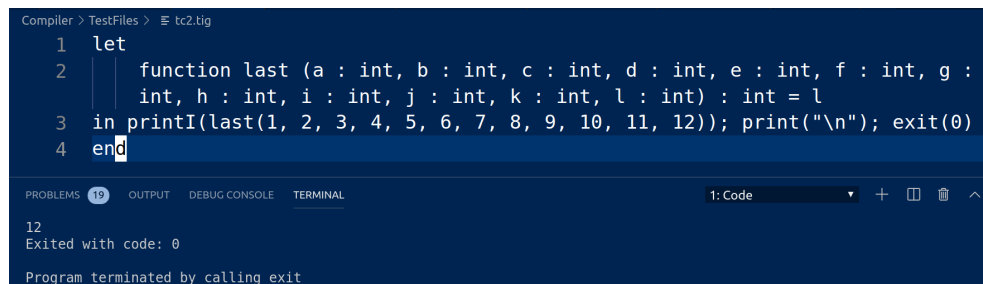 Compiler > TestFiles > tc2.tig
1 let
2 function last (a : int, b : int, c : int, d : int, e : int, f : int, g :
int, h : int, i : int, j : int, k : int, l : int) : int = l
3 in printI(last(1, 2, 3, 4, 5, 6, 7, 8, 9, 10, 11, 12)); print("\n"); exit(0)
4 end
PROBLEMS 19 OUTPUT DEBUG CONSOLE TERMINAL 1: Code
12
Exited with code: 0
Program terminated by calling exit